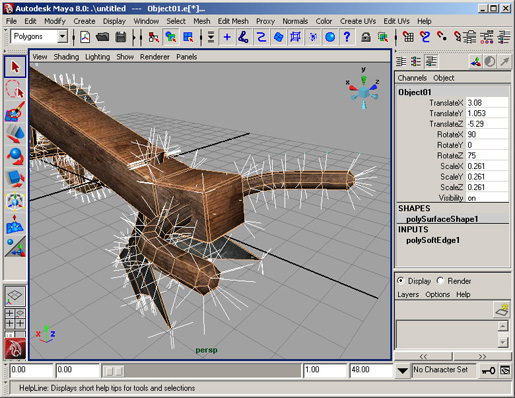 Autodesk Maya 8.0: .\untitled --- Object01.e[*]...
File Edit Modify Create Display Window Select Mesh Edit Mesh Proxy Normals Color Create UVs Edit UVs Help
Polygons
View Shading Lighting Show Renderer Panels
Channels Object
Object01
TranslateX 3.08
TranslateY 1.053
TranslateZ -5.29
RotateX 90
RotateY 0
RotateZ 75
ScaleX 0.261
ScaleY 0.261
ScaleZ 0.261
Visibility on
SHAPES
polySurfaceShape1
INPUTS
polySoftEdge1
y
x
z
Display Render
Layers Options Help
y
x z
persp
<< >>
0.00 0.00 1.00 48.00 No Character Set
HelpLine: Displays short help tips for tools and selections